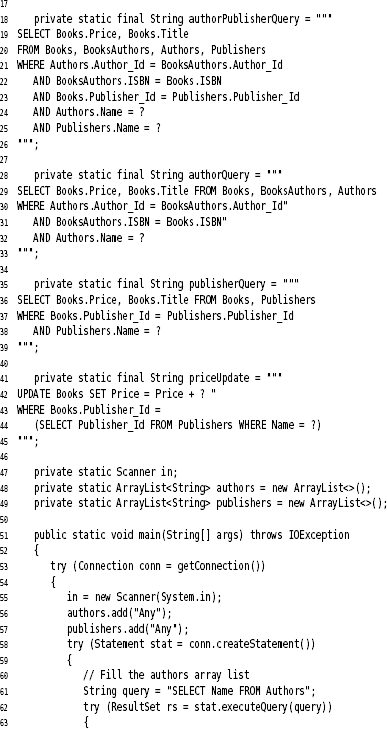 17
18    private static final String authorPublisherQuery = """
19 SELECT Books.Price, Books.Title
20 FROM Books, BooksAuthors, Authors, Publishers
21 WHERE Authors.Author_Id = BooksAuthors.Author_Id
22    AND BooksAuthors.ISBN = Books.ISBN
23    AND Books.Publisher_Id = Publishers.Publisher_Id
24    AND Authors.Name = ?
25    AND Publishers.Name = ?
26 """;
27
28    private static final String authorQuery = """
29 SELECT Books.Price, Books.Title FROM Books, BooksAuthors, Authors
30 WHERE Authors.Author_Id = BooksAuthors.Author_Id"
31    AND BooksAuthors.ISBN = Books.ISBN"
32    AND Authors.Name = ?
33 """;
34
35    private static final String publisherQuery = """
36 SELECT Books.Price, Books.Title FROM Books, Publishers
37 WHERE Books.Publisher_Id = Publishers.Publisher_Id
38    AND Publishers.Name = ?
39 """;
40
41    private static final String priceUpdate = """
42 UPDATE Books SET Price = Price + ? "
43 WHERE Books.Publisher_Id =
44    (SELECT Publisher_Id FROM Publishers WHERE Name = ?)
45 """;
46
47    private static Scanner in;
48    private static ArrayList<String> authors = new ArrayList<>();
49    private static ArrayList<String> publishers = new ArrayList<>();
50
51    public static void main(String[] args) throws IOException
52    {
53       try (Connection conn = getConnection())
54       {
55          in = new Scanner(System.in);
56          authors.add("Any");
57          publishers.add("Any");
58          try (Statement stat = conn.createStatement())
59          {
60             // Fill the authors array list
61             String query = "SELECT Name FROM Authors";
62             try (ResultSet rs = stat.executeQuery(query))
63             {